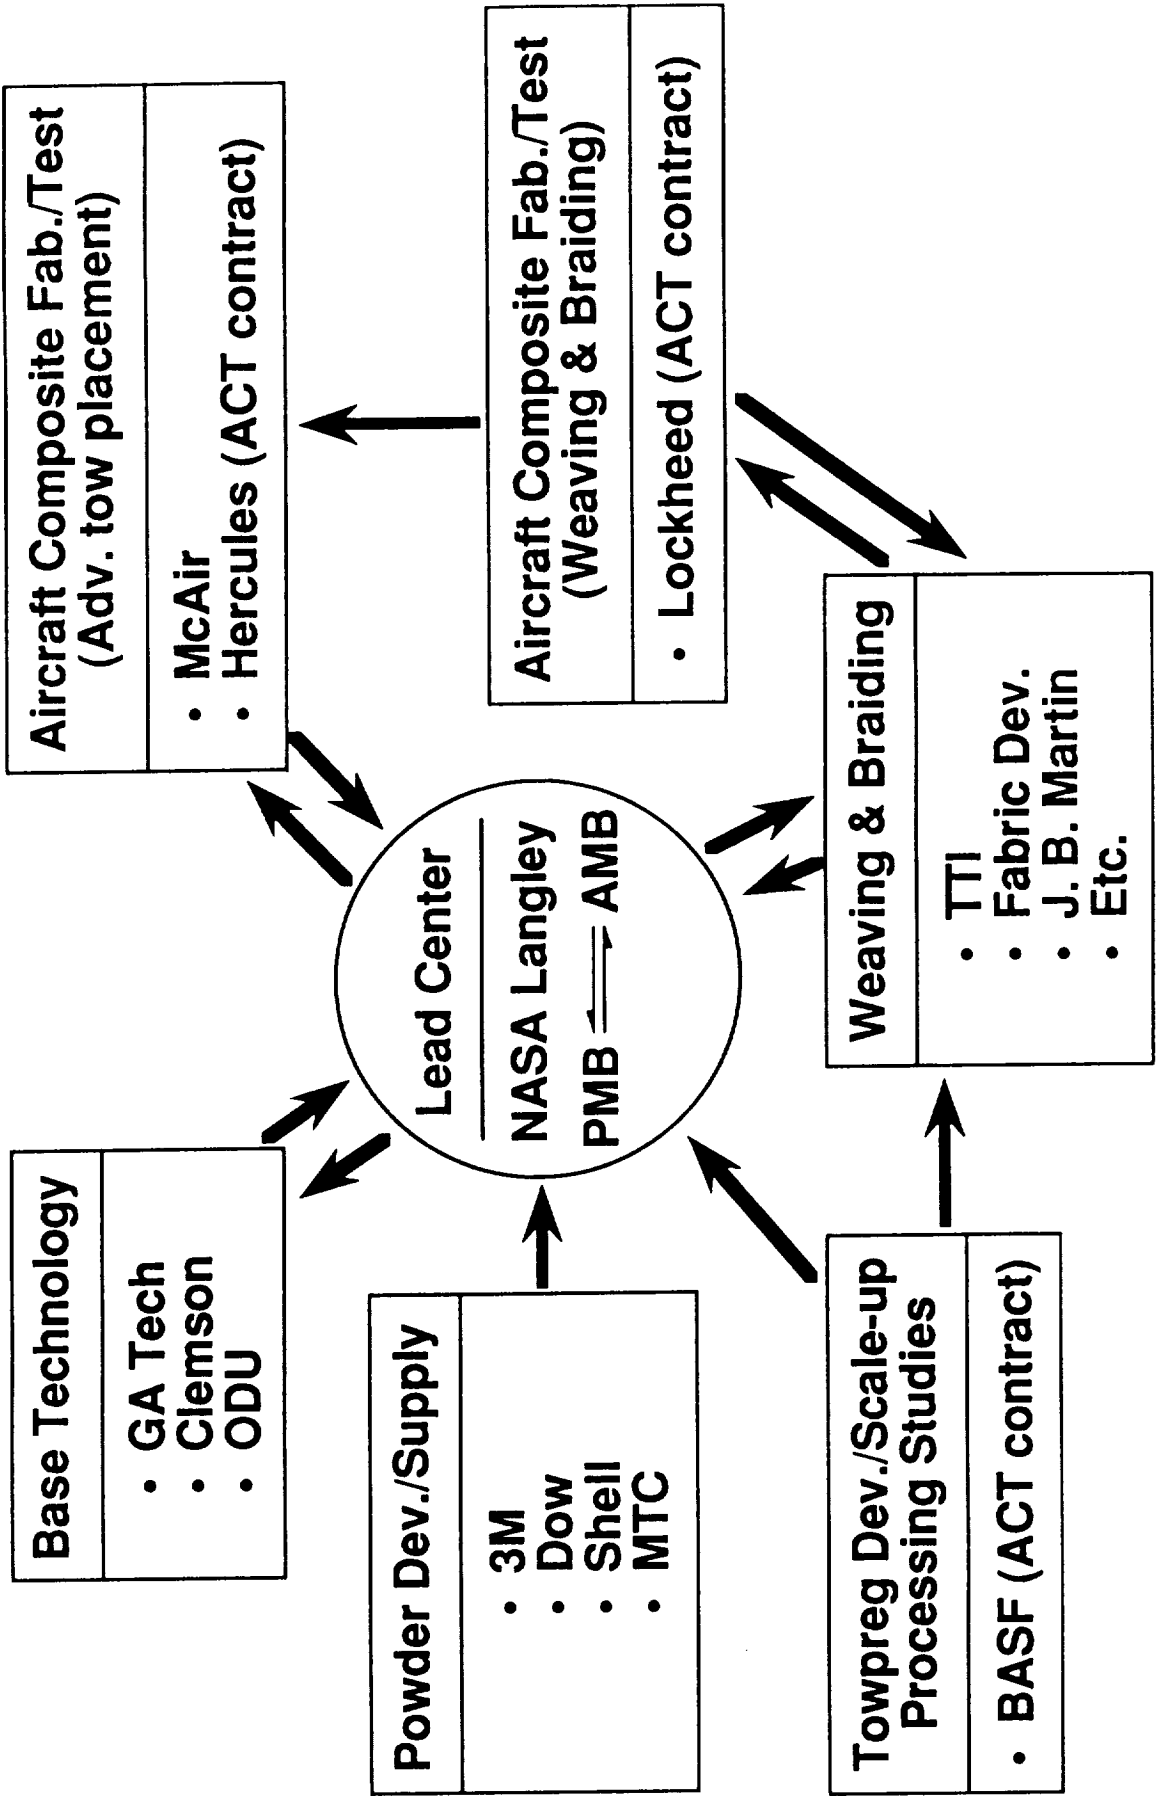 Base Technology
• GA Tech
• Clemson
• ODU
Powder Dev./Supply
• 3M
• Dow
• Shell
• MTC
Towpreg Dev./Scale-up
Processing Studies
• BASF (ACT contract)
Lead Center
NASA Langley
PMB ⇌ AMB
Weaving & Braiding
• TTI
• Fabric Dev.
• J. B. Martin
• Etc.
Aircraft Composite Fab./Test
(Adv. tow placement)
• McAir
• Hercules (ACT contract)
Aircraft Composite Fab./Test
(Weaving & Braiding)
• Lockheed (ACT contract)